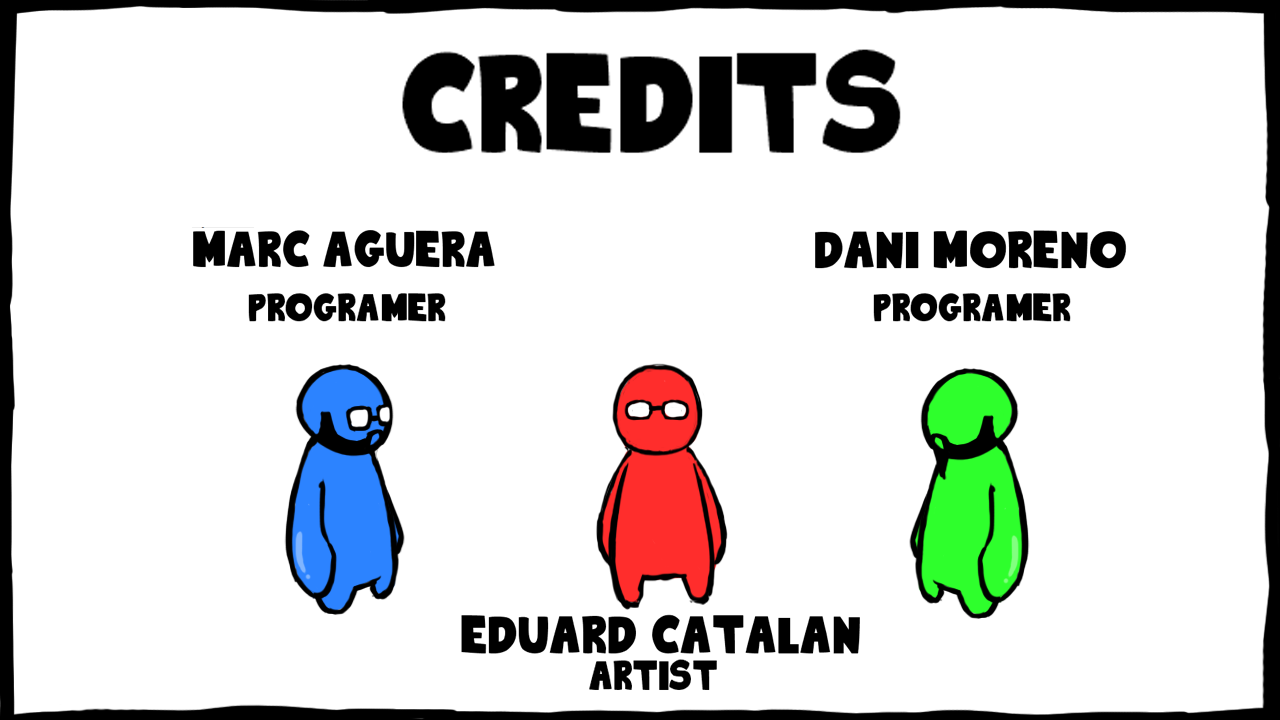 CREDITS
MARC AGUERA
PROGRAMER
DANI MORENO
PROGRAMER
EDUARD CATALAN
ARTIST